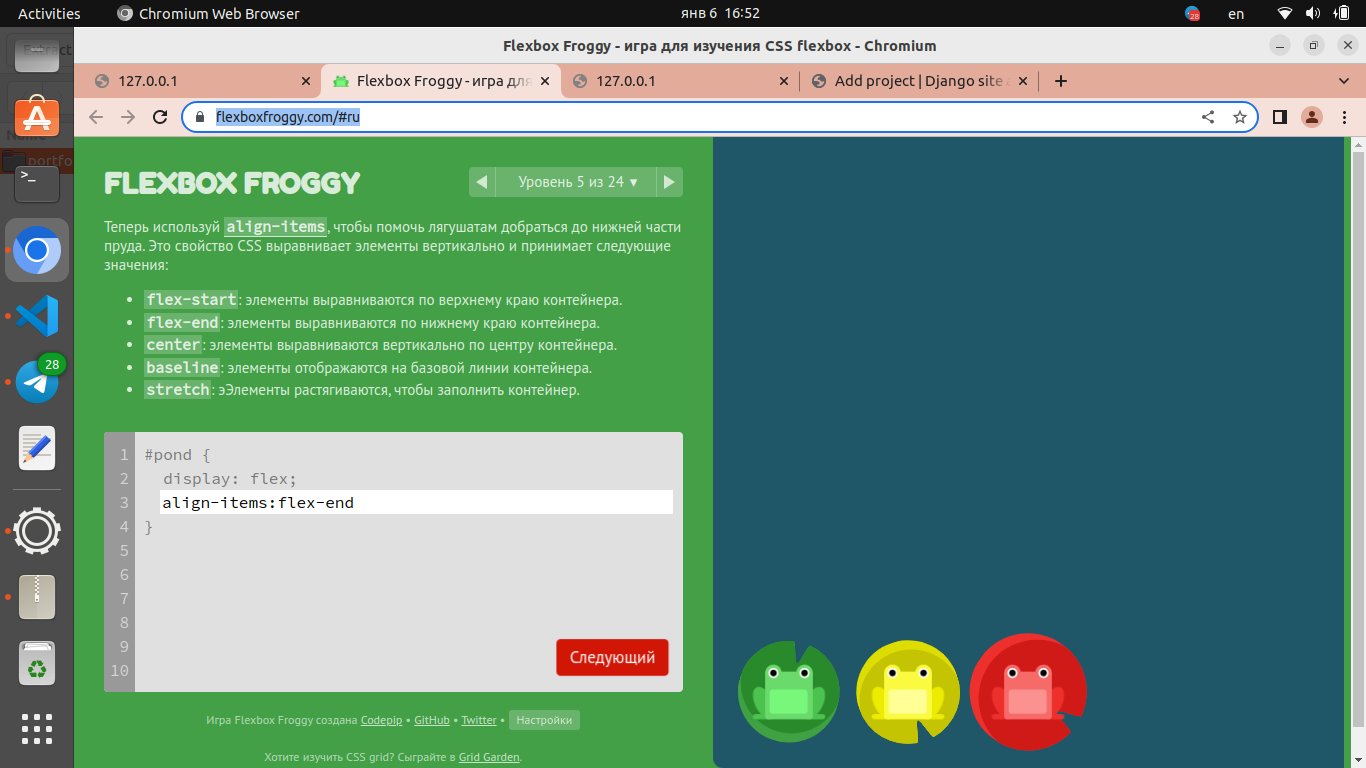 Activities
Chromium Web Browser
янв 6 16:52
28
en
Flexbox Froggy - игра для изучения CSS flexbox - Chromium
127.0.0.1
Flexbox Froggy - игра для
127.0.0.1
Add project | Django site
flexboxfroggy.com/#ru
portfo
28
FLEXBOX FROGGY
Уровень 5 из 24 ▾
Теперь используй align-items, чтобы помочь лягушатам добраться до нижней части
пруда. Это свойство CSS выравнивает элементы вертикально и принимает следующие
значения:
• flex-start: элементы выравниваются по верхнему краю контейнера.
• flex-end: элементы выравниваются по нижнему краю контейнера.
• center: элементы выравниваются вертикально по центру контейнера.
• baseline: элементы отображаются на базовой линии контейнера.
• stretch: эЭлементы растягиваются, чтобы заполнить контейнер.
1 #pond {
2 display: flex;
3 align-items:flex-end
4 }
5
6
7
8
9
10
Следующий
Игра Flexbox Froggy создана Codepip • GitHub • Twitter • Настройки
Хотите изучить CSS grid? Сыграйте в Grid Garden.